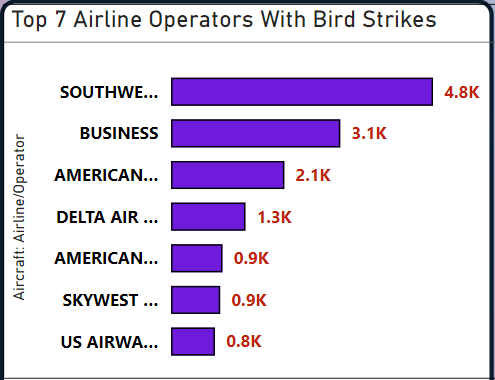 Top 7 Airline Operators With Bird Strikes
Aircraft: Airline/Operator
SOUTHWE... 4.8K
BUSINESS 3.1K
AMERICAN... 2.1K
DELTA AIR ... 1.3K
AMERICAN... 0.9K
SKYWEST ... 0.9K
US AIRWA... 0.8K